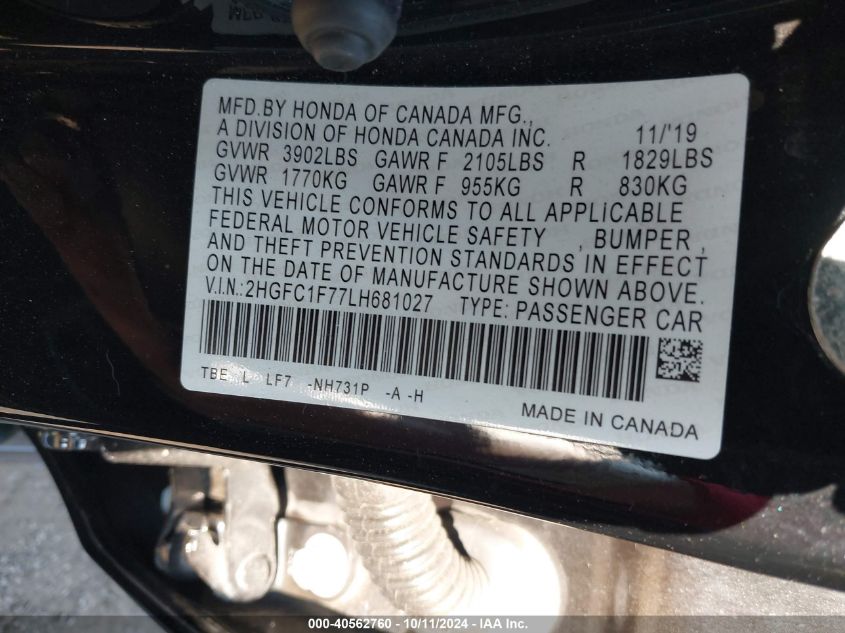 MFD.BY HONDA OF CANADA MFG.,
A DIVISION OF HONDA CANADA INC. 11/'19
GVWR 3902LBS GAWR F 2105LBS R 1829LBS
GVWR 1770KG GAWR F 955KG R 830KG
THIS VEHICLE CONFORMS TO ALL APPLICABLE
FEDERAL MOTOR VEHICLE SAFETY , BUMPER ,
AND THEFT PREVENTION STANDARDS IN EFFECT
ON THE DATE OF MANUFACTURE SHOWN ABOVE.
V.I.N.:2HGFC1F77LH681027 TYPE: PASSENGER CAR
TBE L LF7 -NH731P -A -H
MADE IN CANADA
000-40562760 - 10/11/2024 - IAA Inc.